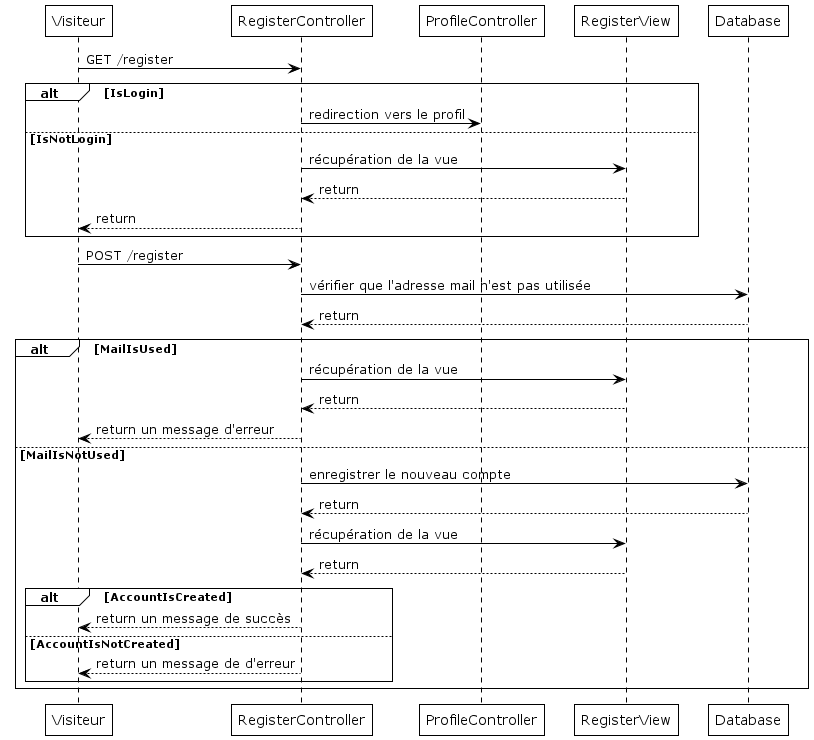 Visiteur RegisterController ProfileController RegisterView Database
GET /register
alt [IsLogin]
redirection vers le profil
[IsNotLogin]
récupération de la vue
return
return
POST /register
vérifier que l'adresse mail n'est pas utilisée
return
alt [MailIsUsed]
récupération de la vue
return
return un message d'erreur
[MailIsNotUsed]
enregistrer le nouveau compte
return
récupération de la vue
return
alt [AccountIsCreated]
return un message de succès
[AccountIsNotCreated]
return un message de d'erreur
Visiteur RegisterController ProfileController RegisterView Database